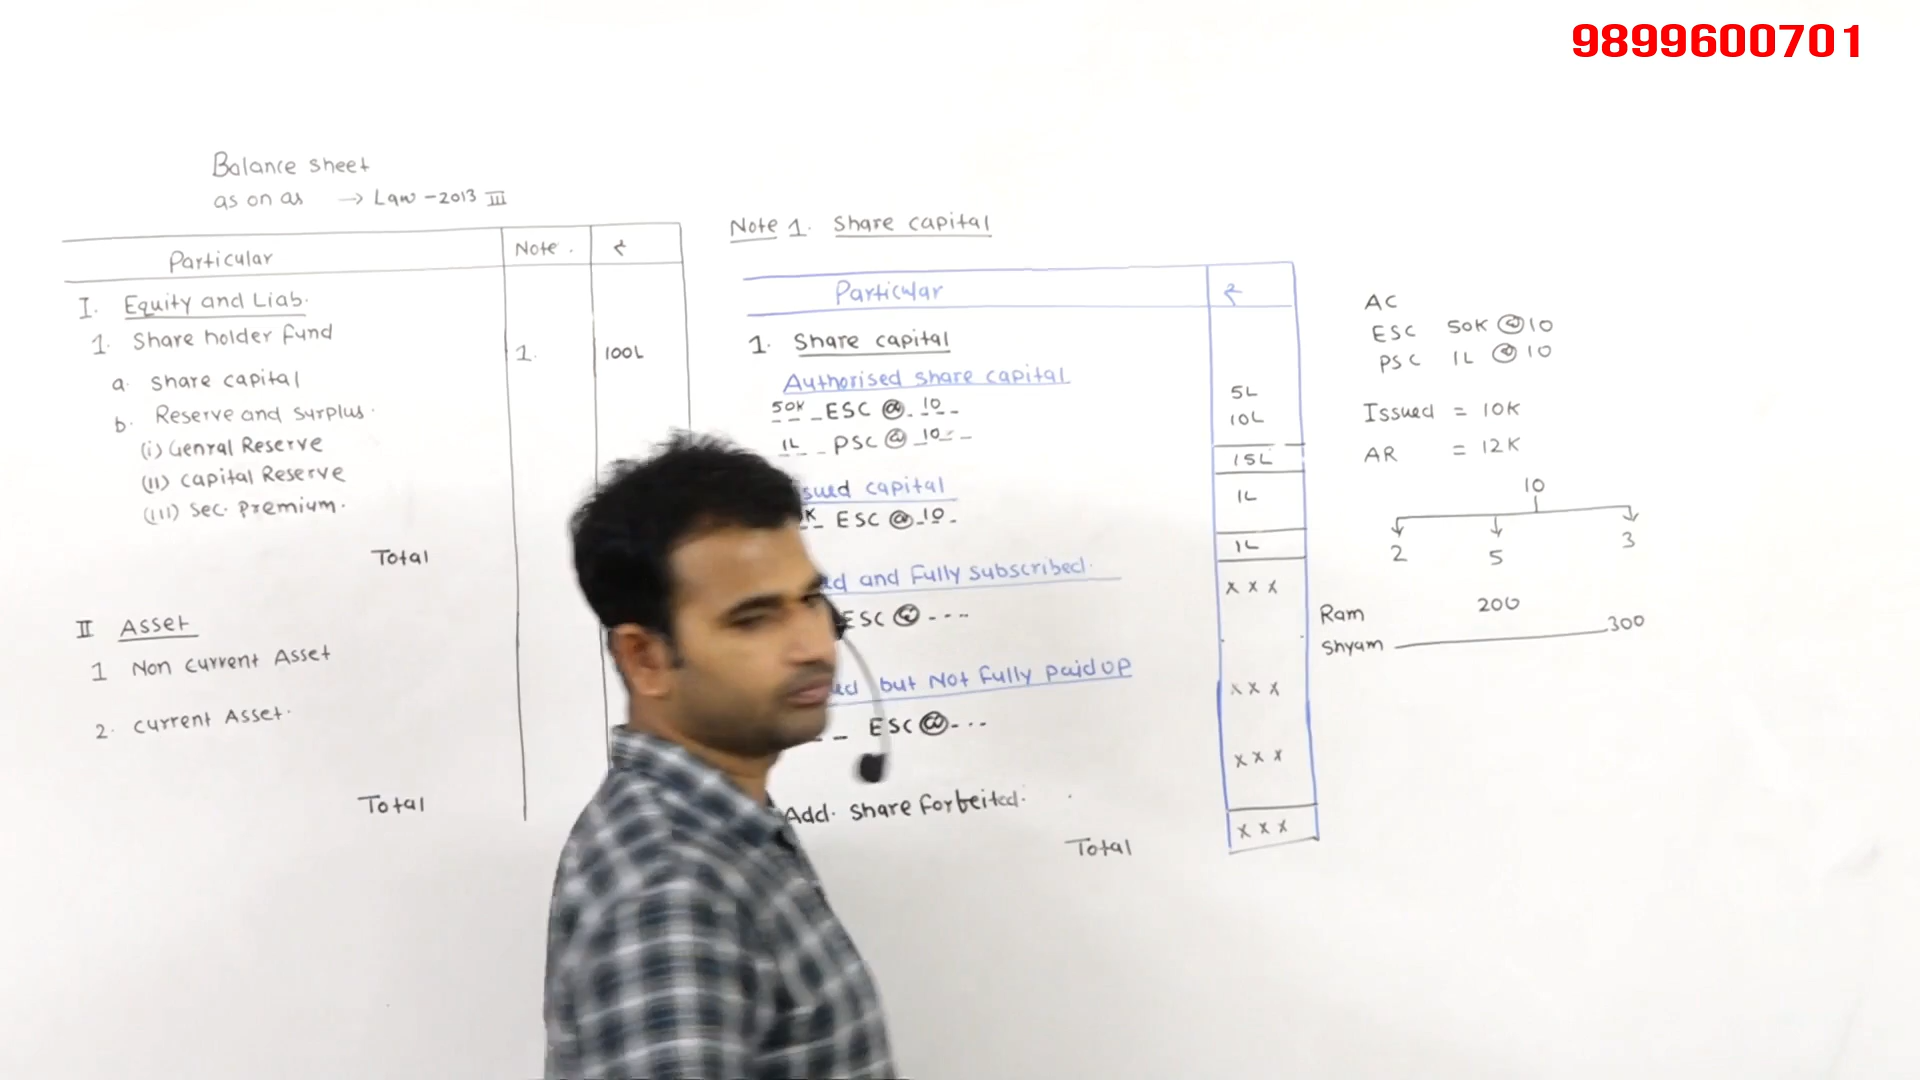 9899600701
Balance sheet
as on as → Law - 2013 III
Particular Note. ₹
I. Equity and Liab.
1. Share holder fund
1. 100L
a. Share capital
b. Reserve and surplus.
(i) Genral Reserve
(ii) Capital Reserve
(iii) Sec. Premium.
Total
II Asset
1 Non Current Asset
2. Current Asset.
Total
Note 1. Share capital
Particular ₹
1. Share capital
Authorised share capital
50K ESC @ 10 5L
1L PSC @ 10 10L
15L
sued capital 1L
K ESC @ 10
1L
ed and Fully subscribed. x x x
ESC @ ---
ed but Not fully paid up x x x
ESC @ ---
x x x
Add. Share Forbeited.
Total x x x
AC
ESC 50K @ 10
PSC 1L @ 10
Issued = 10K
AR = 12K
10
2 5 3
Ram 200
Shyam 300